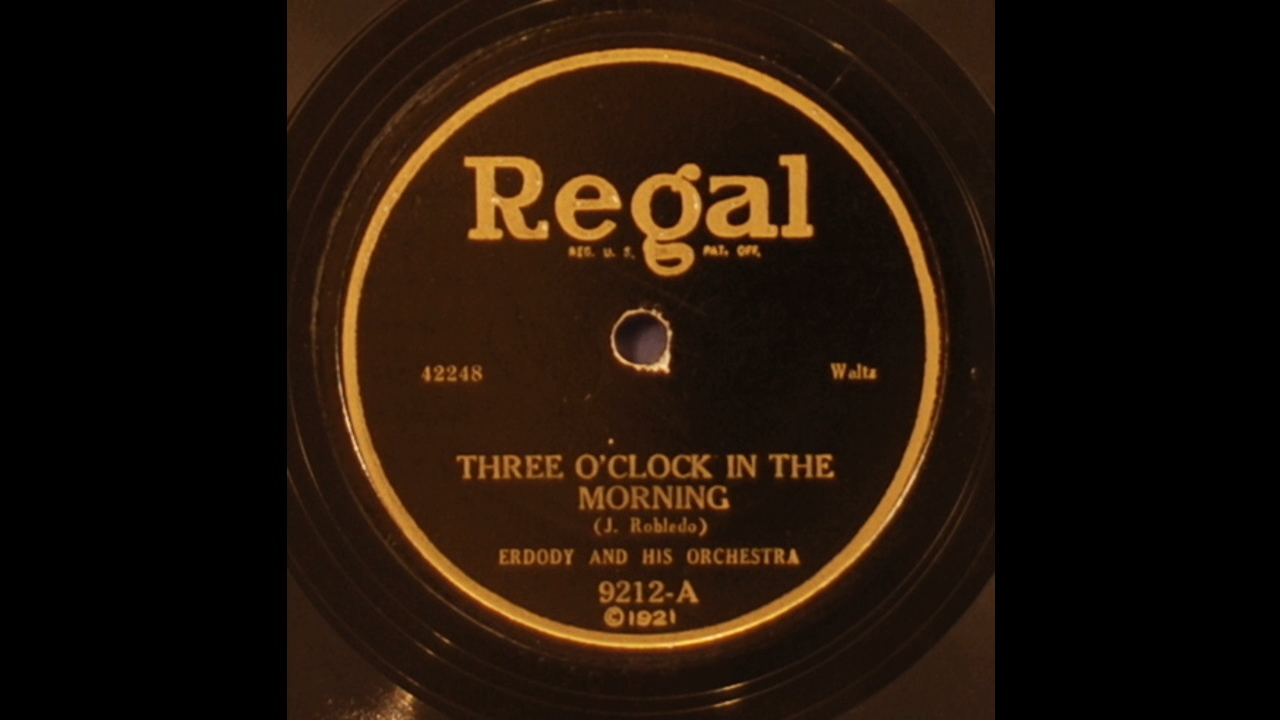 Regal
REG. U. S. PAT. OFF.
42248
Waltz
THREE O'CLOCK IN THE
MORNING
(J. Robledo)
ERDODY AND HIS ORCHESTRA
9212-A
©1921